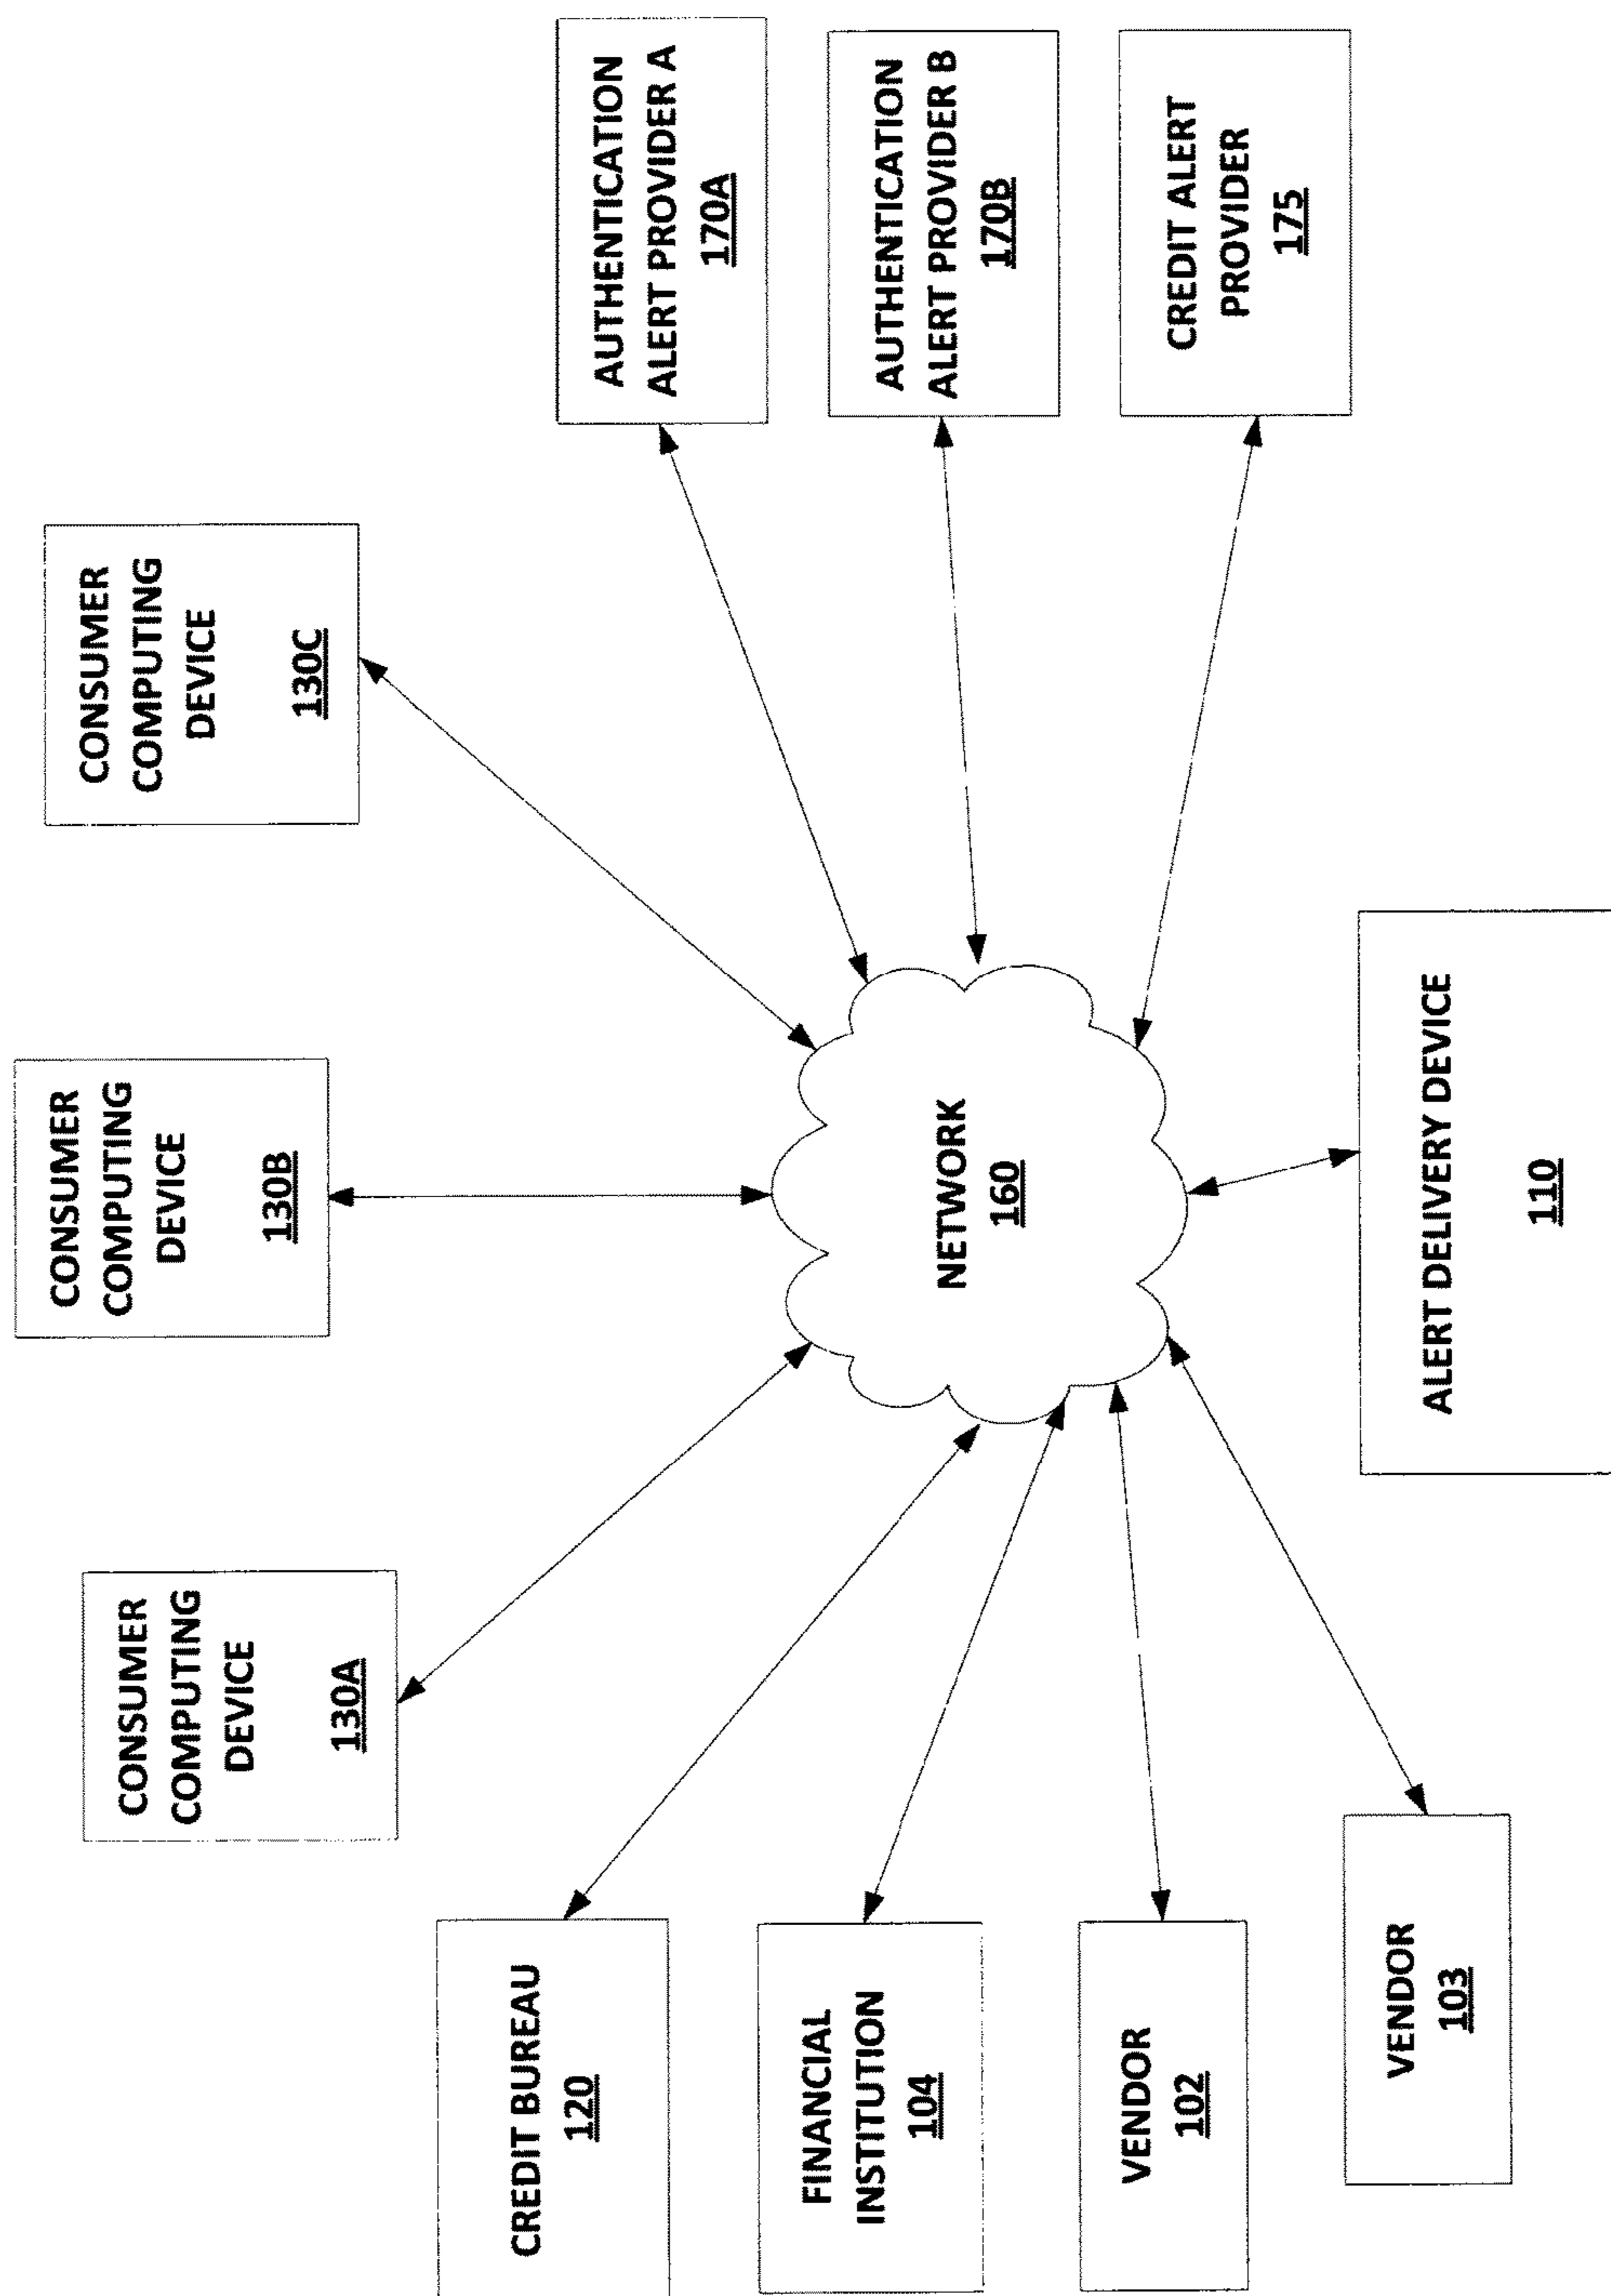 CONSUMER
COMPUTING
DEVICE
130A
CONSUMER
COMPUTING
DEVICE
130B
CONSUMER
COMPUTING
DEVICE
130C
CREDIT BUREAU
120
FINANCIAL
INSTITUTION
104
VENDOR
102
VENDOR
103
NETWORK
160
AUTHENTICATION
ALERT PROVIDER A
170A
AUTHENTICATION
ALERT PROVIDER B
170B
CREDIT ALERT
PROVIDER
175
ALERT DELIVERY DEVICE
110